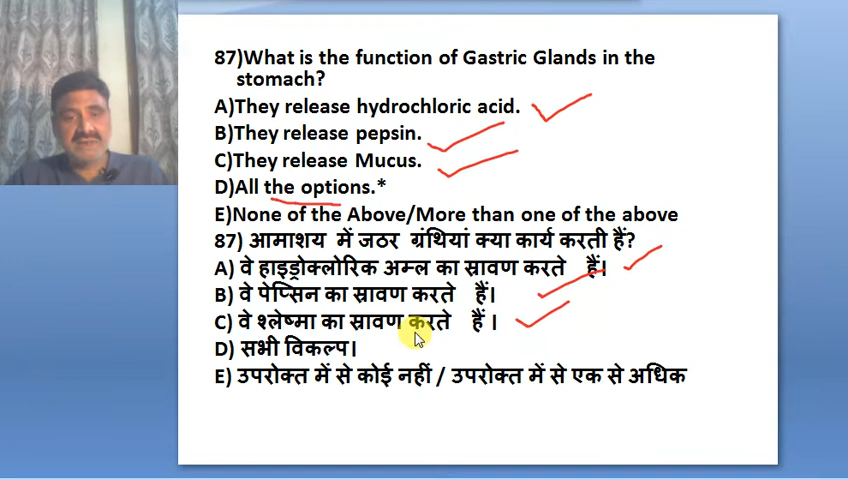 87)What is the function of Gastric Glands in the
stomach?
A)They release hydrochloric acid.
B)They release pepsin.
C)They release Mucus.
D)All the options.*
E)None of the Above/More than one of the above
87) आमाशय में जठर ग्रंथियां क्या कार्य करती हैं?
A) वे हाइड्रोक्लोरिक अम्ल का स्रावण करते हैं।
B) वे पेप्सिन का स्रावण करते हैं।
C) वे श्लेष्मा का स्रावण करते हैं ।
D) सभी विकल्प।
E) उपरोक्त में से कोई नहीं / उपरोक्त में से एक से अधिक